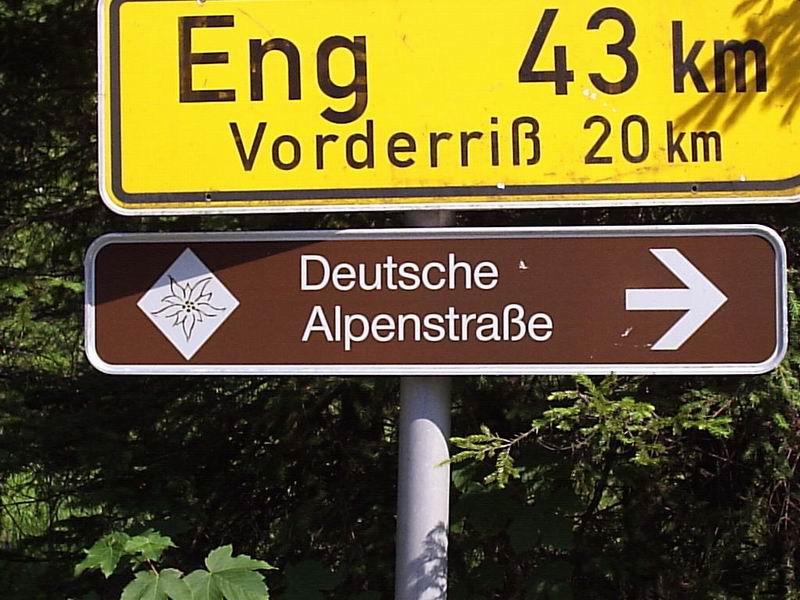 Eng 43 km
Vorderriß 20 km
Deutsche
Alpenstraße